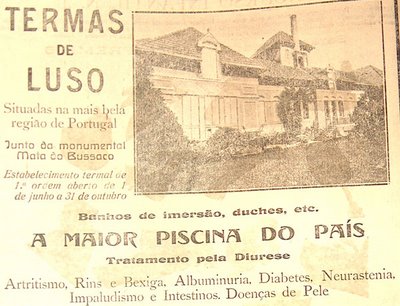 TERMAS
DE
LUSO
Situadas na mais bela
região de Portugal
Junto da monumental
Mata do Bussaco
Estabelecimento termal de
1.ª ordem aberto de 1
de junho a 31 de outubro
Banhos de imersão, duches, etc.
A MAIOR PISCINA DO PAÍS
Tratamento pela Diurese
Artritismo, Rins e Bexiga. Albuminuria. Diabetes, Neurastenia.
Impaludismo e Intestinos. Doenças de Pele